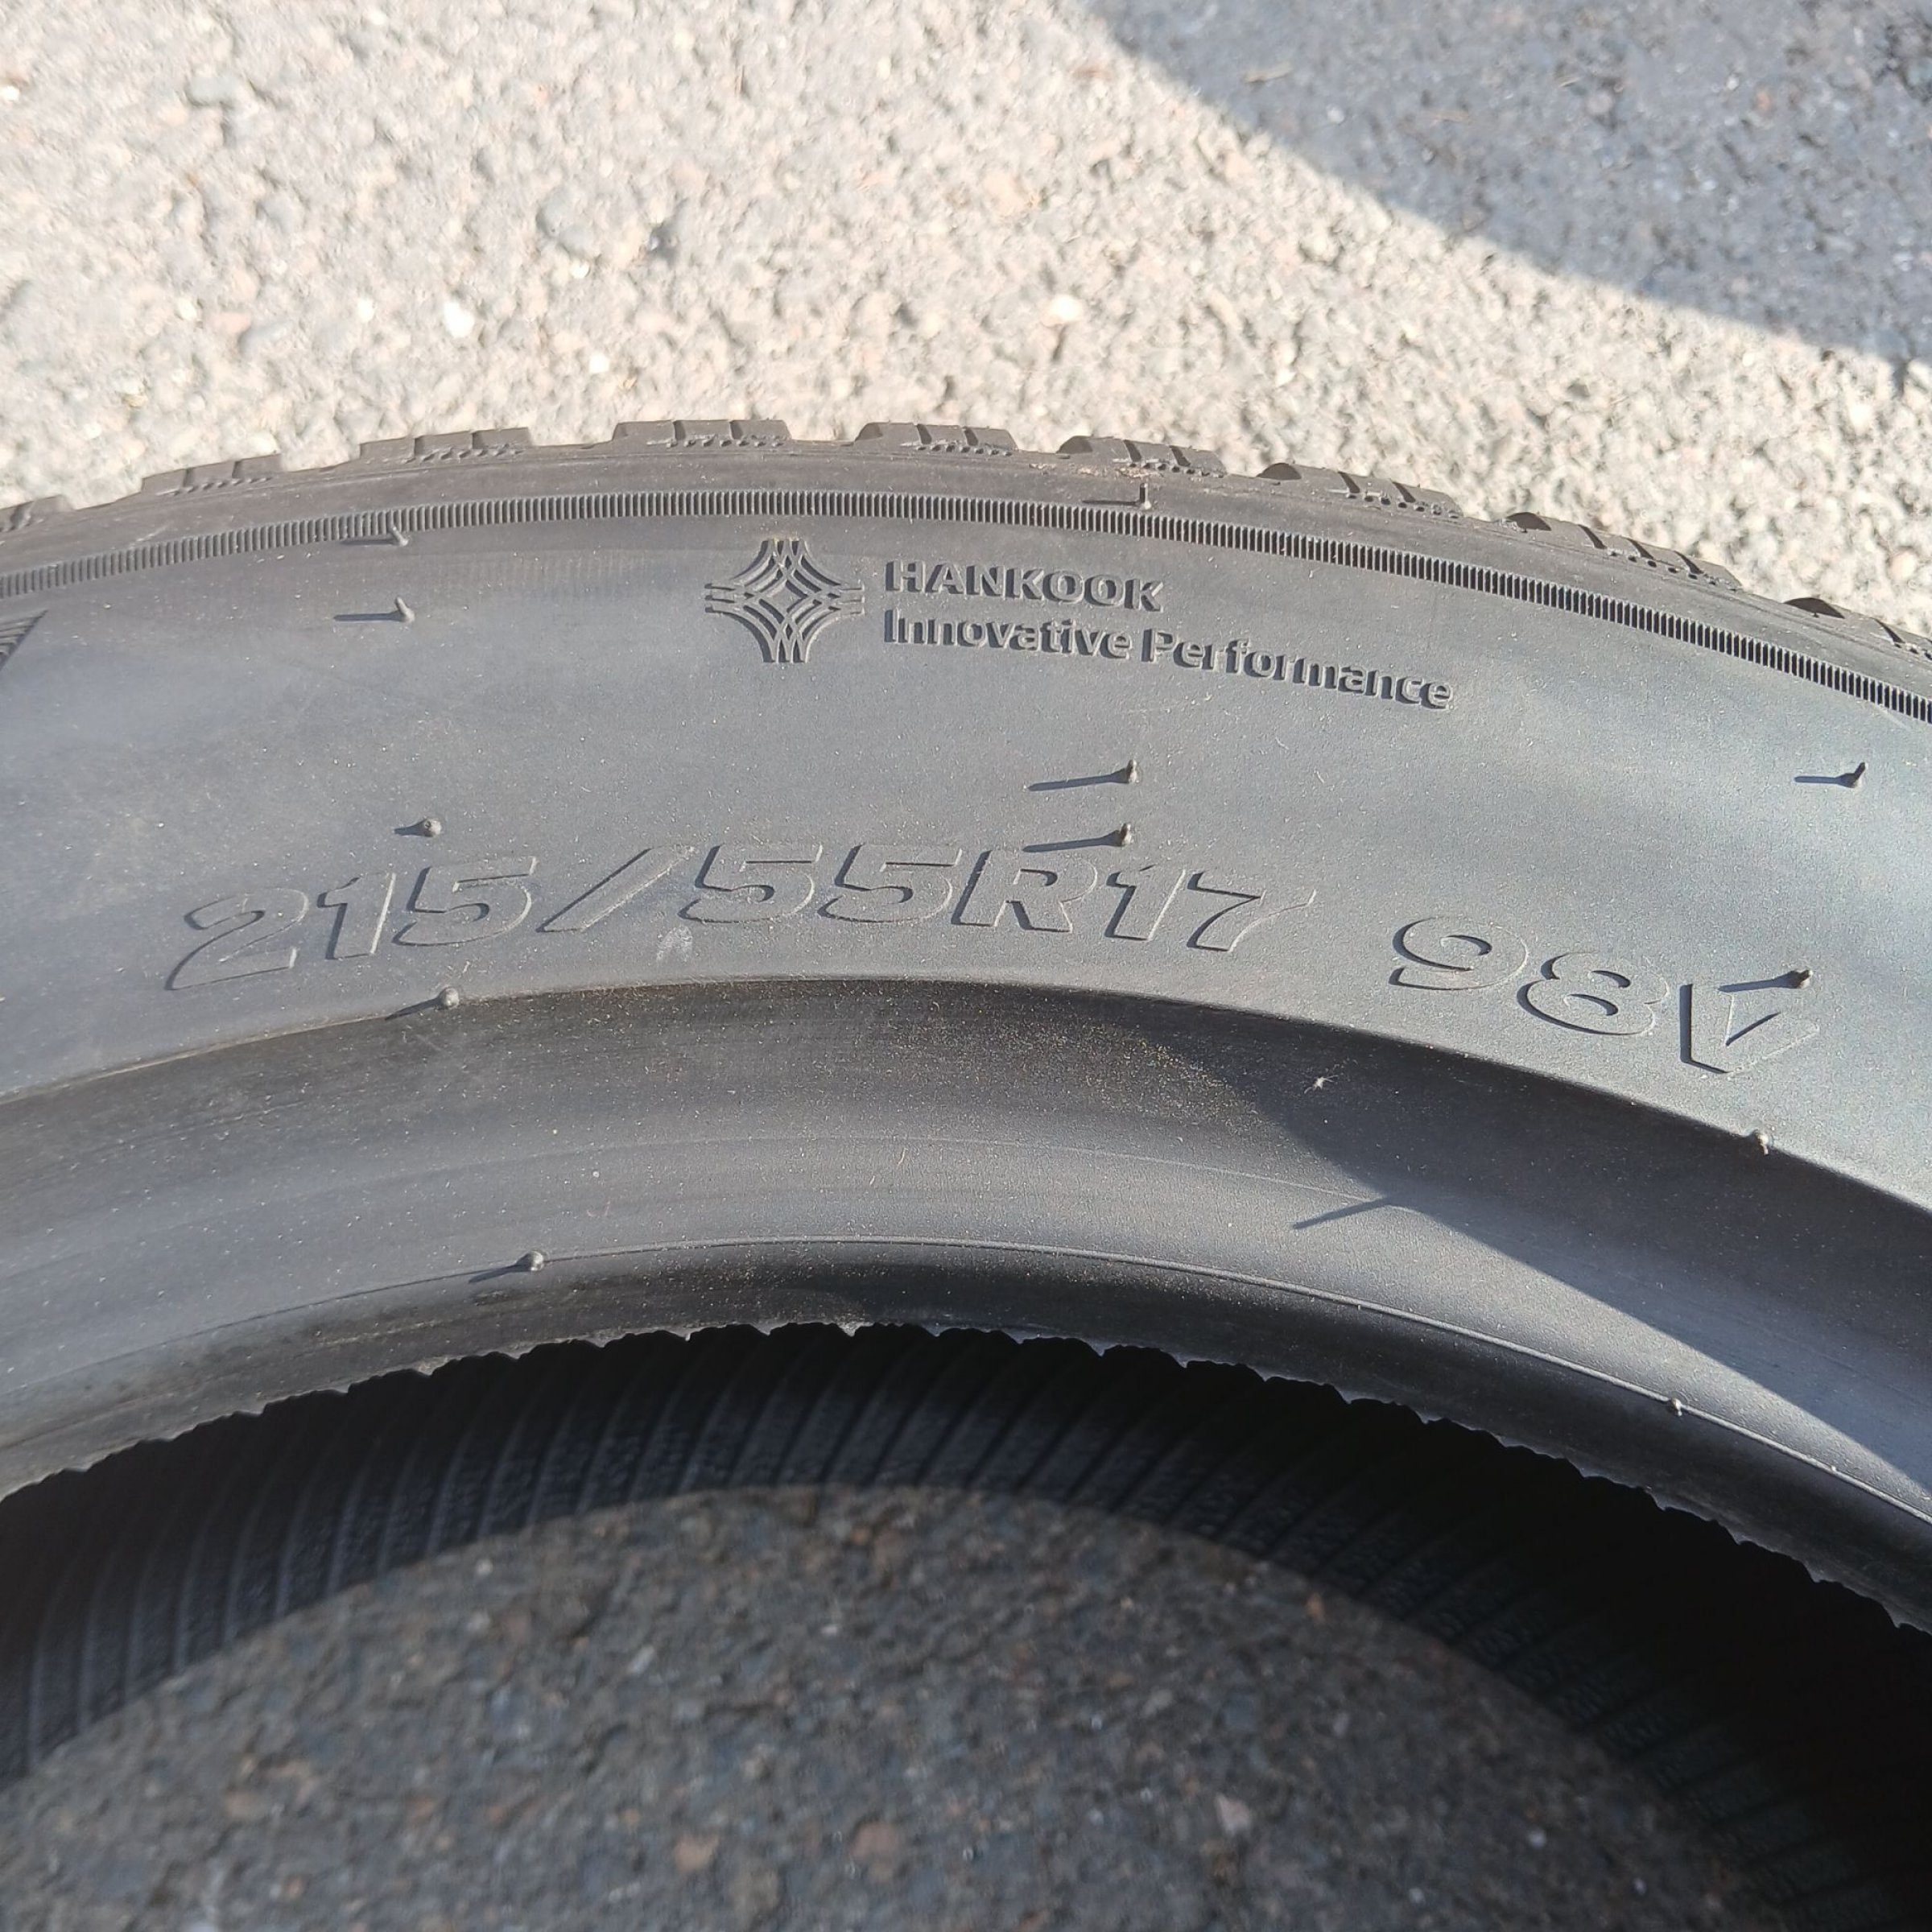 HANKOOK
Innovative Performance
215/55R17 98V